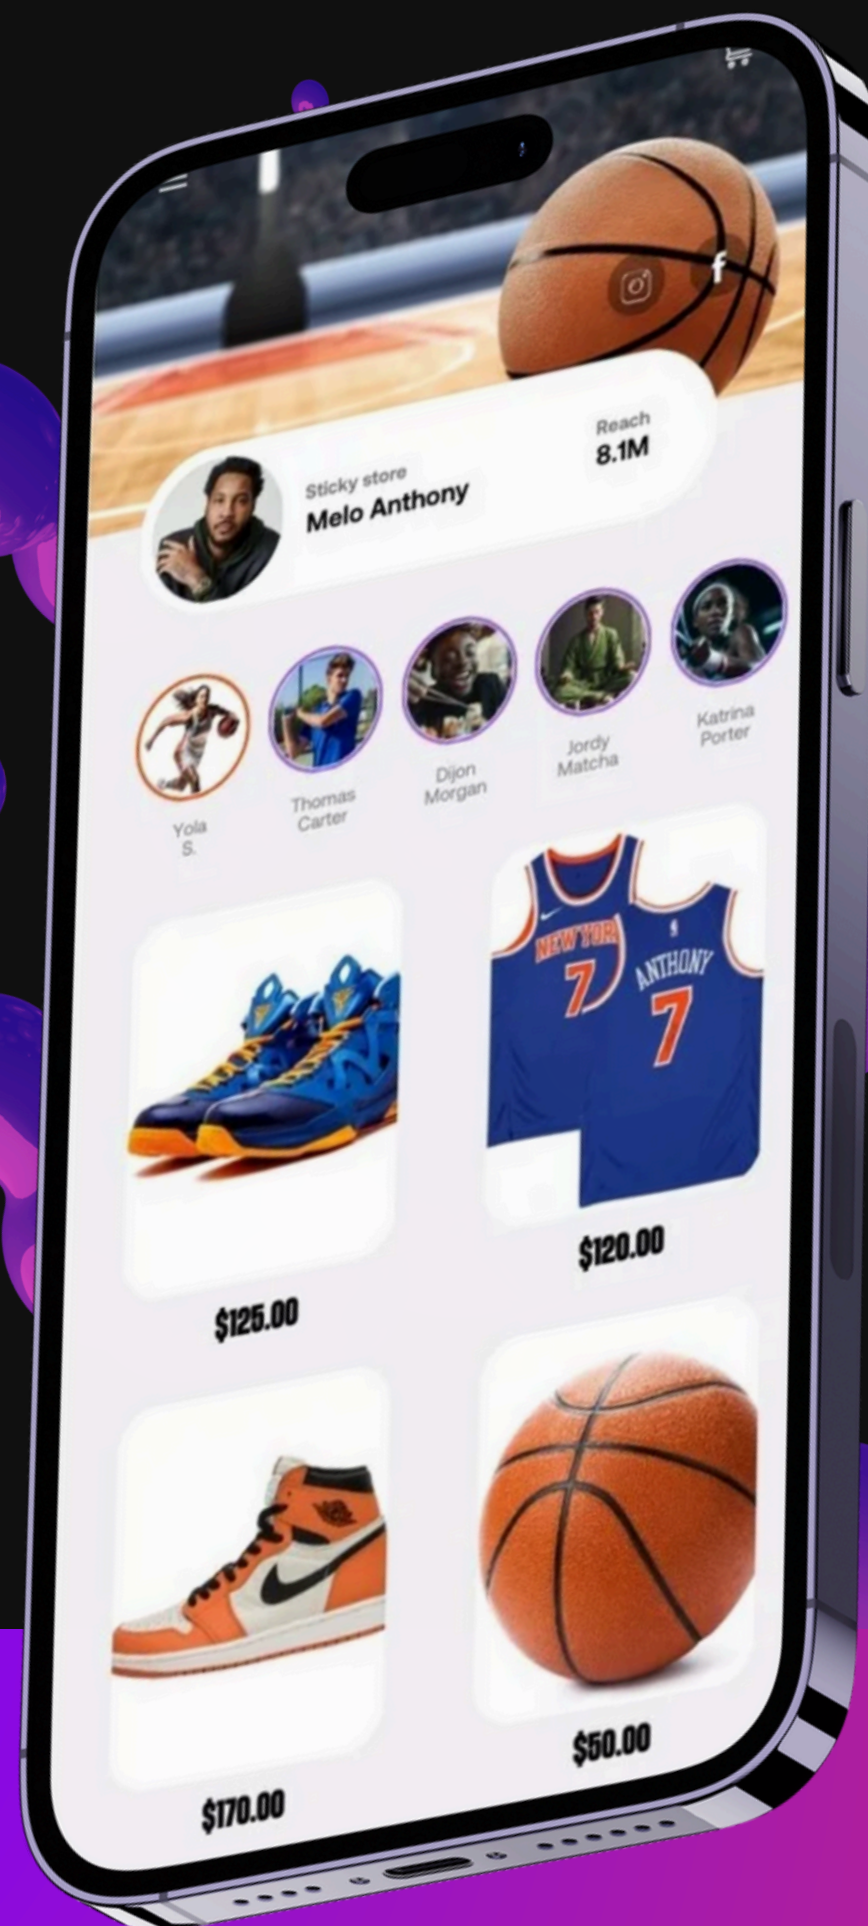 f
Sticky store
Melo Anthony
Reach
8.1M
Yola
S.
Thomas
Carter
Dijon
Morgan
Jordy
Matcha
Katrina
Porter
NEW YORK
7
ANTHONY
7
$125.00
$120.00
$170.00
$50.00